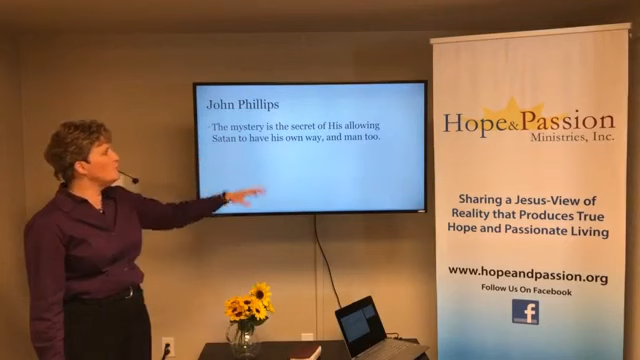 John Phillips
The mystery is the secret of His allowing
Satan to have his own way, and man too.
Hope&Passion
Ministries, Inc.
Sharing a Jesus-View of
Reality that Produces True
Hope and Passionate Living
www.hopeandpassion.org
Follow Us On Facebook
f